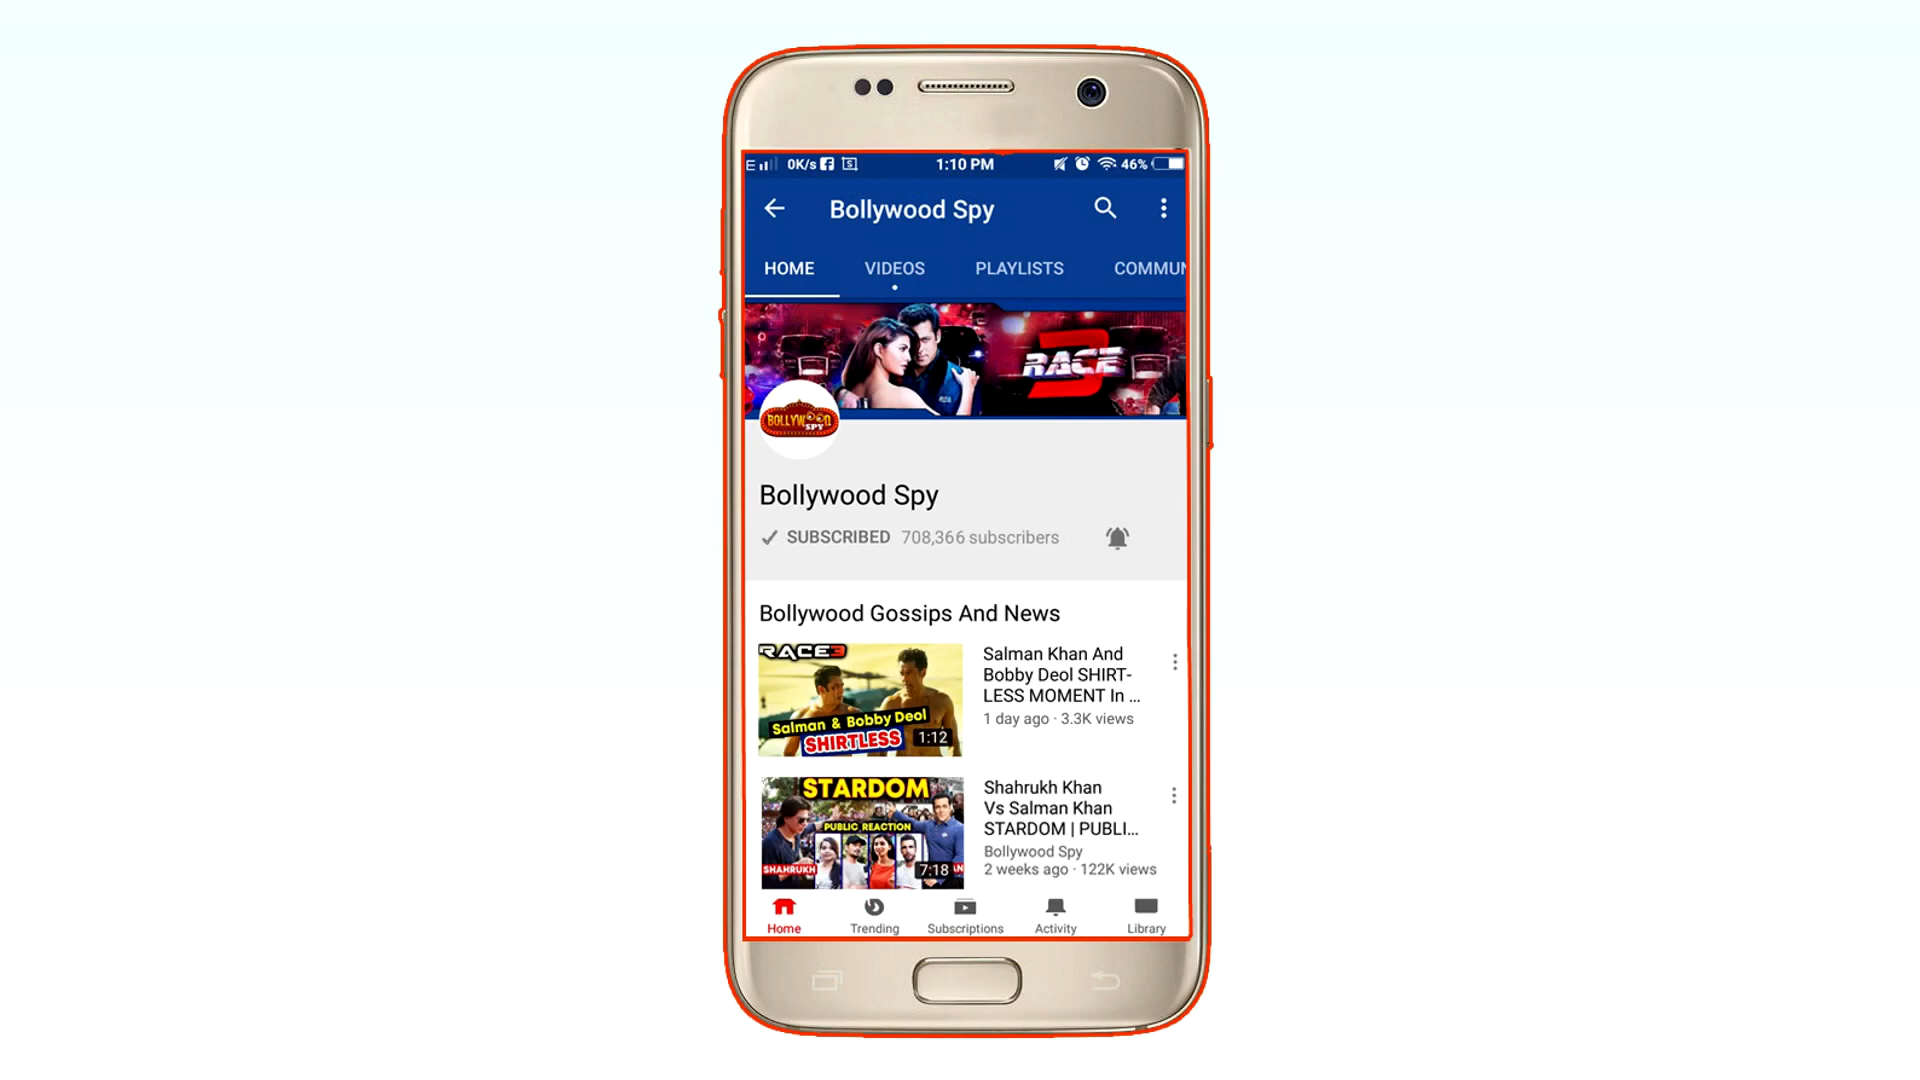 E 0K/s 1:10 PM 46%
Bollywood Spy
HOME VIDEOS PLAYLISTS COMMUN
RACE 3
BOLLYWOOD
SPY
Bollywood Spy
SUBSCRIBED 708,366 subscribers
Bollywood Gossips And News
RACE3
Salman & Bobby Deol
SHIRTLESS
1:12
Salman Khan And
Bobby Deol SHIRT-
LESS MOMENT In ...
1 day ago · 3.3K views
STARDOM
PUBLIC REACTION
SHAHRUKH
7:18
Shahrukh Khan
Vs Salman Khan
STARDOM | PUBLI...
Bollywood Spy
2 weeks ago · 122K views
Home Trending Subscriptions Activity Library